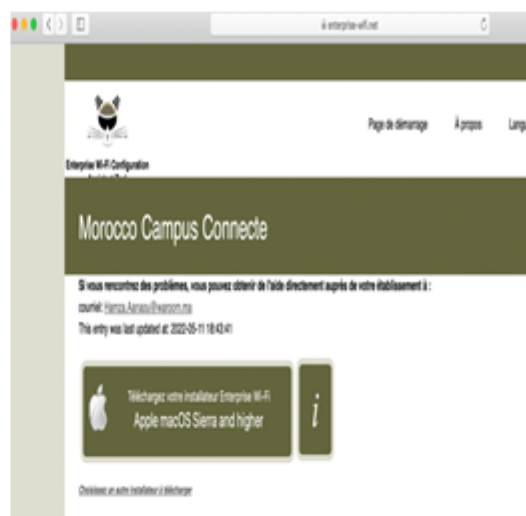 enterprise-wifi.net
Page de démarrage
À propos
Langu
Enterprise Wi-Fi Configuration
Morocco Campus Connecte
Si vous rencontrez des problèmes, vous pouvez obtenir de l'aide directement auprès de votre établissement à :
courriel:
This entry was last updated at: 2022-05-11 18:43:41
Téléchargez votre installateur Enterprise Wi-Fi
Apple macOS Sierra and higher
i
Choisissez un autre installateur à télécharger